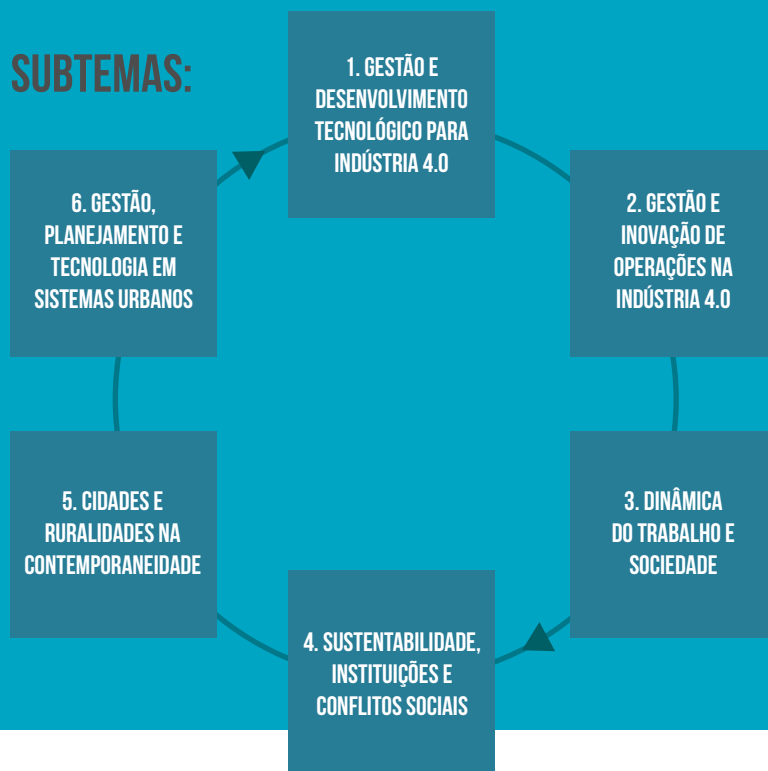 SUBTEMAS:
1. GESTÃO E
DESENVOLVIMENTO
TECNOLÓGICO PARA
INDÚSTRIA 4.0
2. GESTÃO E
INOVAÇÃO DE
OPERAÇÕES NA
INDÚSTRIA 4.0
3. DINÂMICA
DO TRABALHO E
SOCIEDADE
4. SUSTENTABILIDADE,
INSTITUIÇÕES E
CONFLITOS SOCIAIS
5. CIDADES E
RURALIDADES NA
CONTEMPORANEIDADE
6. GESTÃO,
PLANEJAMENTO E
TECNOLOGIA EM
SISTEMAS URBANOS